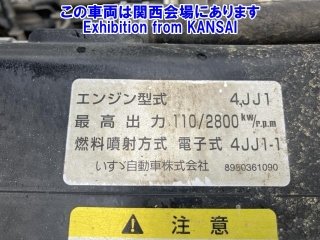 この車両は関西会場にあります
Exhibition from KANSAI
エンジン型式 4JJ1
最高出力 110/2800 kw/r.p.m
燃料噴射方式 電子式 4JJ1-1
いすゞ自動車株式会社 8980361090
注意